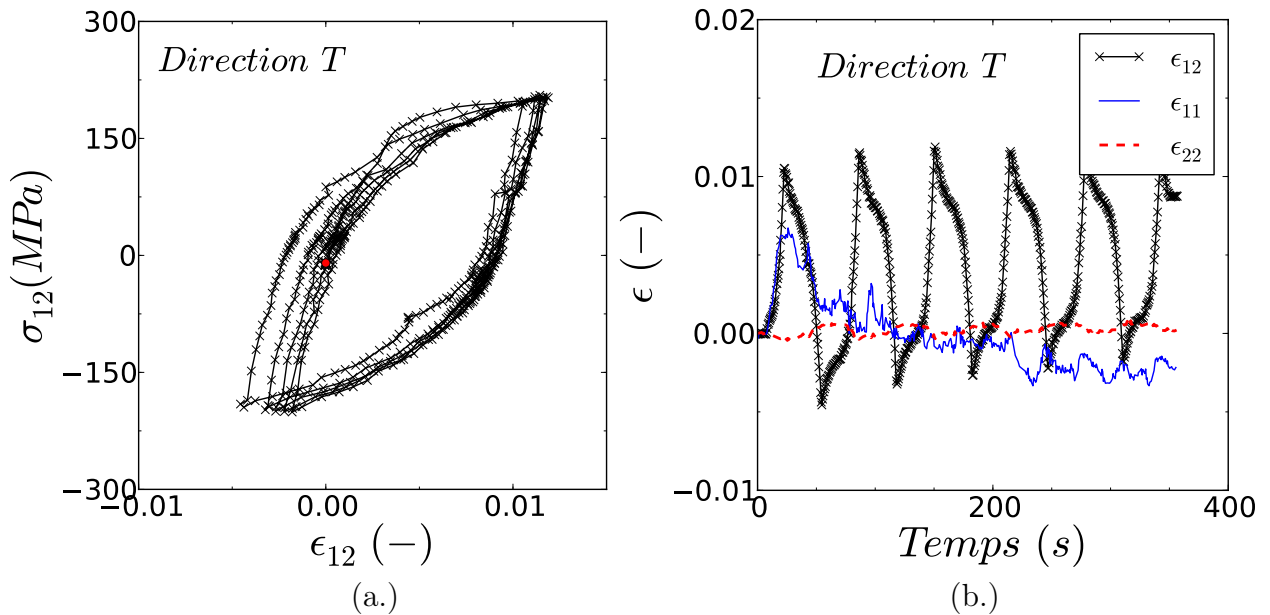 300
150
0
−150
−300
−0.01
0.00
0.01
σ12(MPa)
ϵ12 (−)
Direction T
(a.)
0.02
0.01
0.00
−0.01
0
200
400
ϵ (−)
Temps (s)
Direction T
ϵ12
ϵ11
ϵ22
(b.)